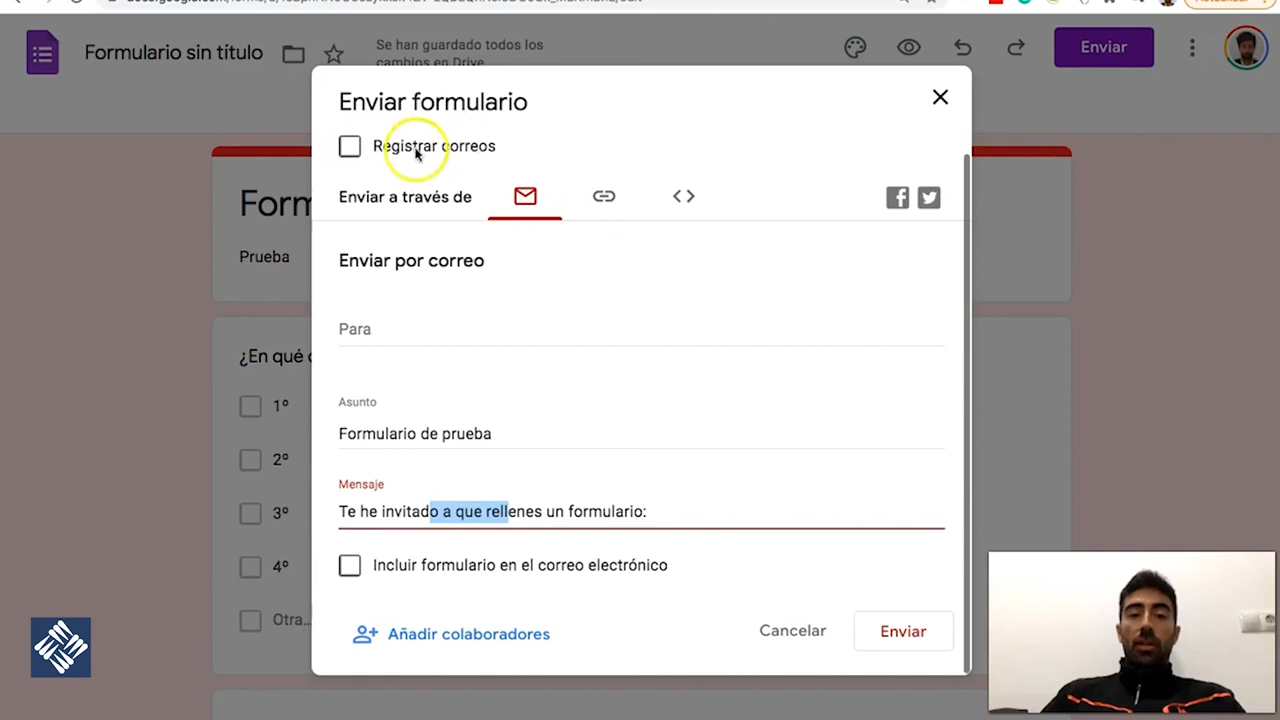 Actualizar
Formulario sin título
Se han guardado todos los
cambios en Drive
Enviar
Enviar formulario
Registrar correos
Enviar a través de
Enviar por correo
Para
Asunto
Formulario de prueba
Mensaje
Te he invitado a que rellenes un formulario:
Incluir formulario en el correo electrónico
Añadir colaboradores
Cancelar
Enviar
Form
Prueba
¿En qué
1º
2º
3º
4º
Otra...